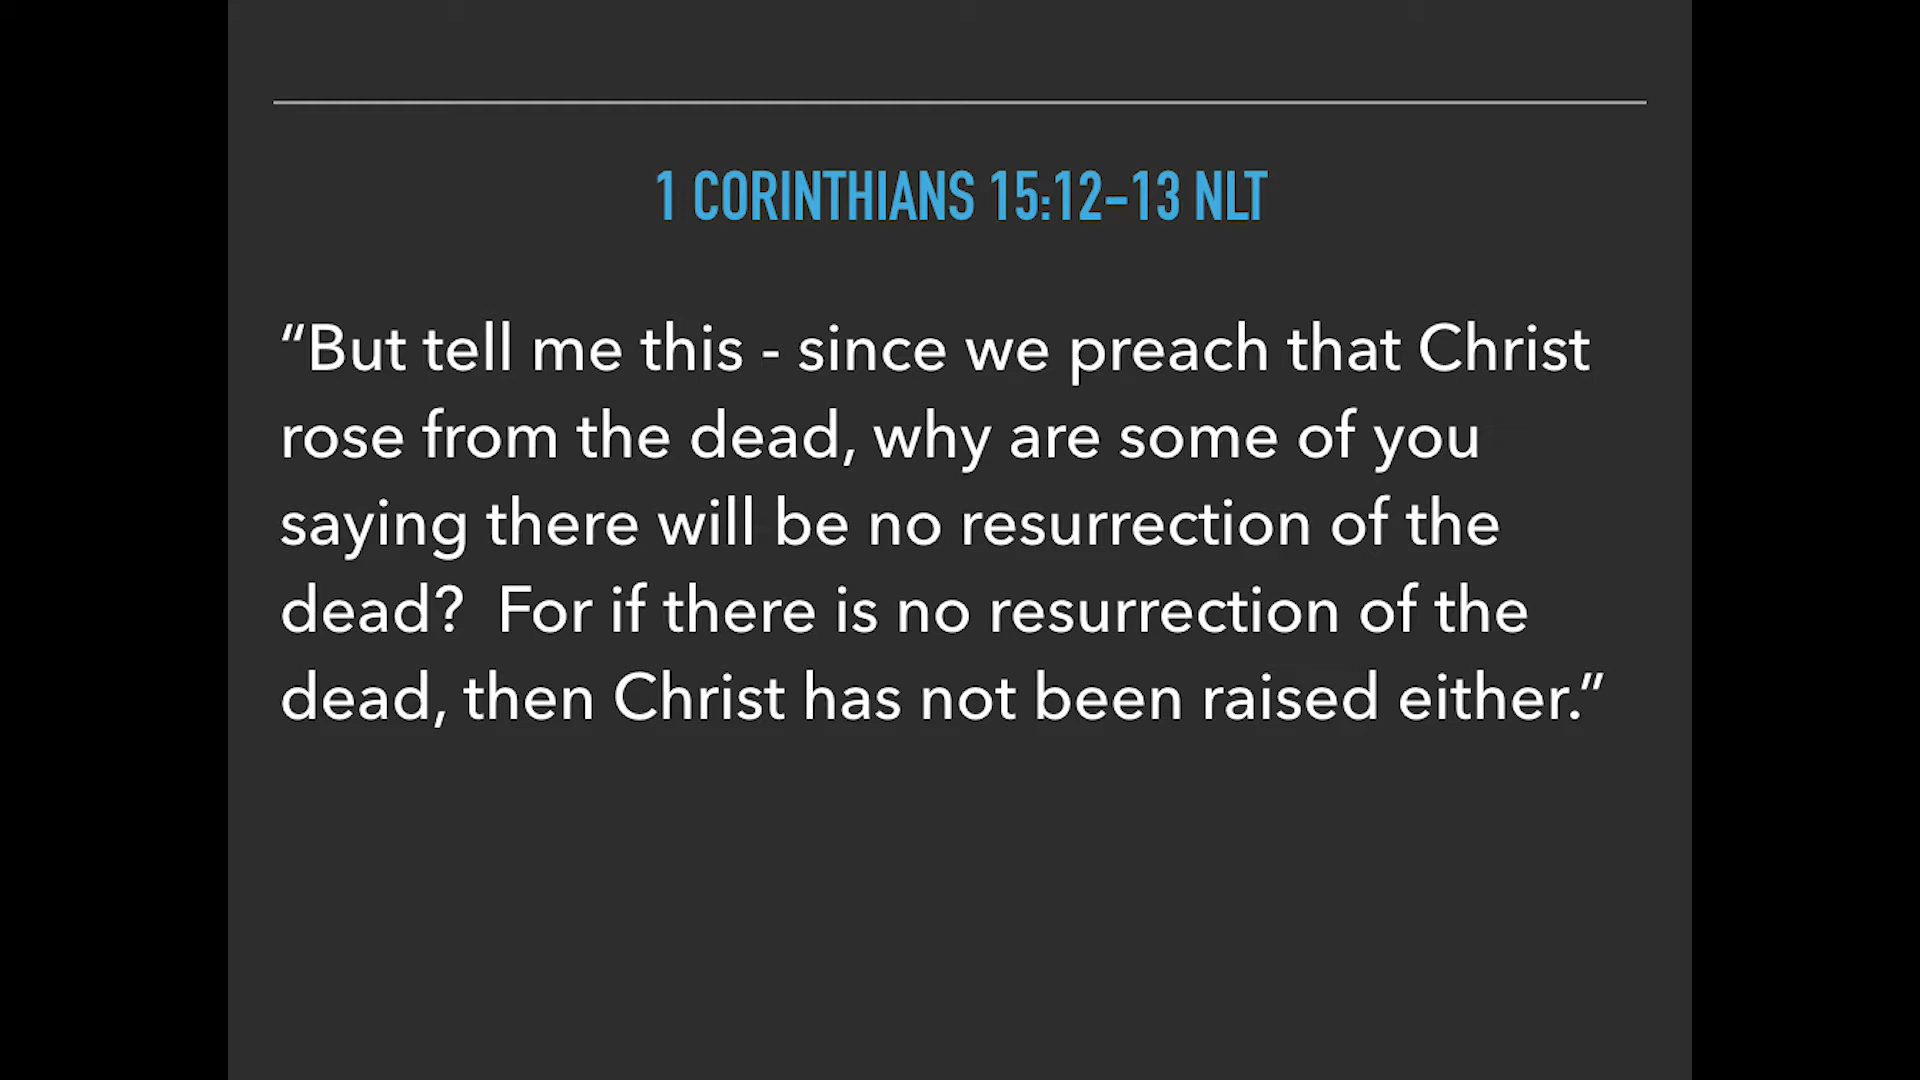 1 CORINTHIANS 15:12-13 NLT
“But tell me this - since we preach that Christ
rose from the dead, why are some of you
saying there will be no resurrection of the
dead?  For if there is no resurrection of the
dead, then Christ has not been raised either.”